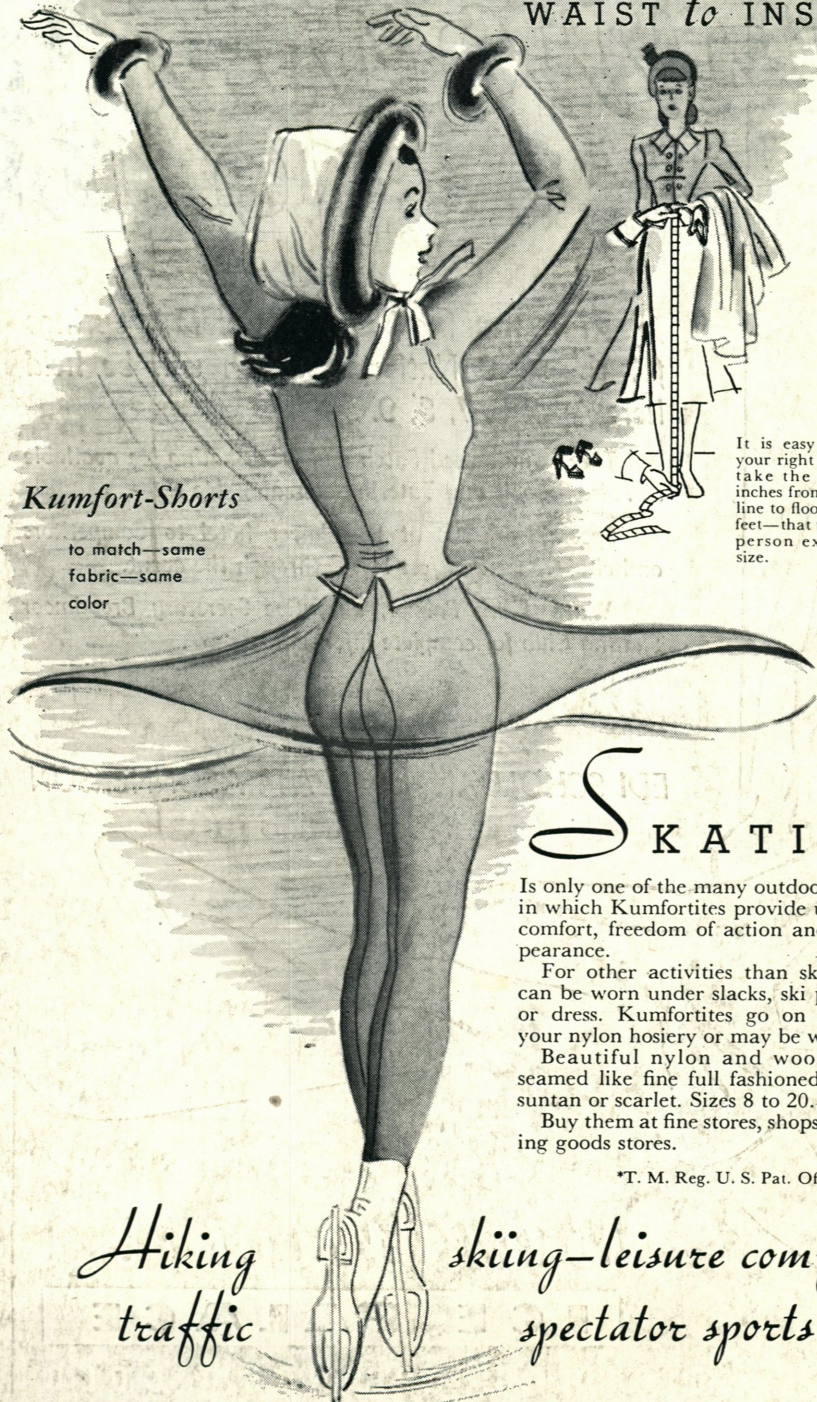 WAIST to INS
It is easy
your right
take the
inches from
line to floo
feet—that
person ex
size.
Kumfort-Shorts
to match—same
fabric—same
color
SKATI
Is only one of the many outdoo
in which Kumfortites provide u
comfort, freedom of action an
pearance.
For other activities than sk
can be worn under slacks, ski p
or dress. Kumfortites go on
your nylon hosiery or may be w
Beautiful nylon and woo
seamed like fine full fashioned
suntan or scarlet. Sizes 8 to 20.
Buy them at fine stores, shops
ing goods stores.
*T. M. Reg. U. S. Pat. Of
Hiking skiing—leisure com
traffic spectator sports